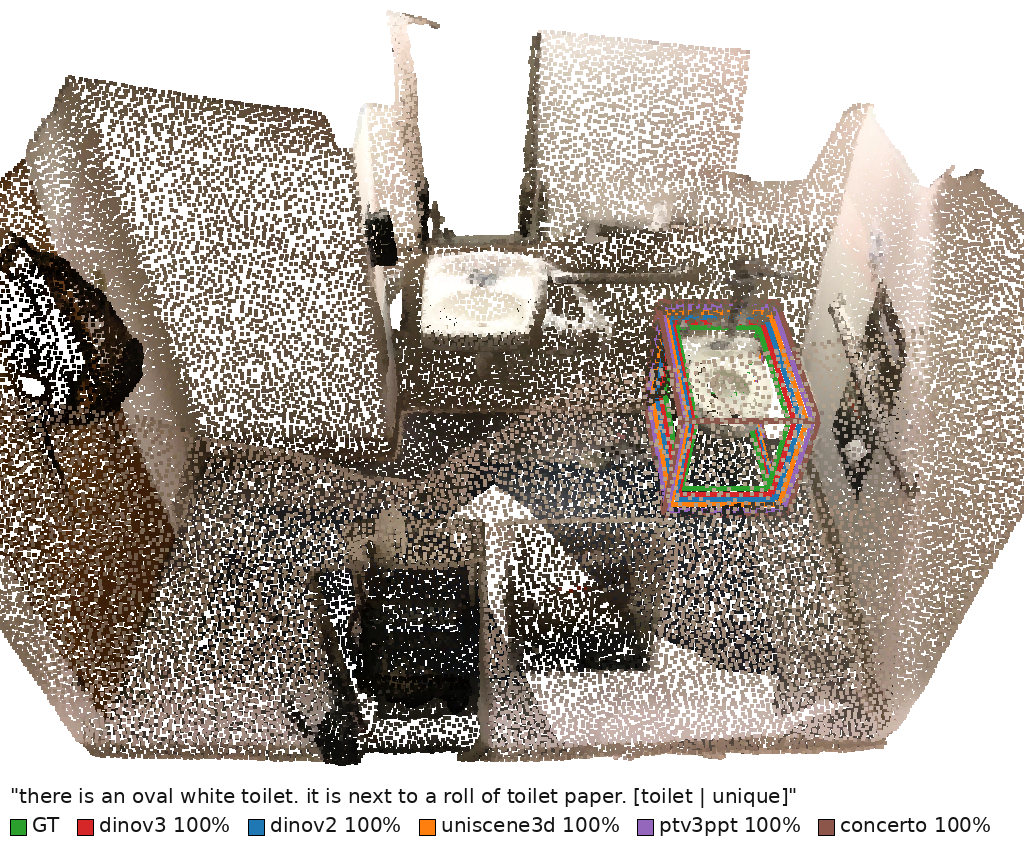 "there is an oval white toilet. it is next to a roll of toilet paper. [toilet | unique]"
GT dinov3 100% dinov2 100% uniscene3d 100% ptv3ppt 100% concerto 100%